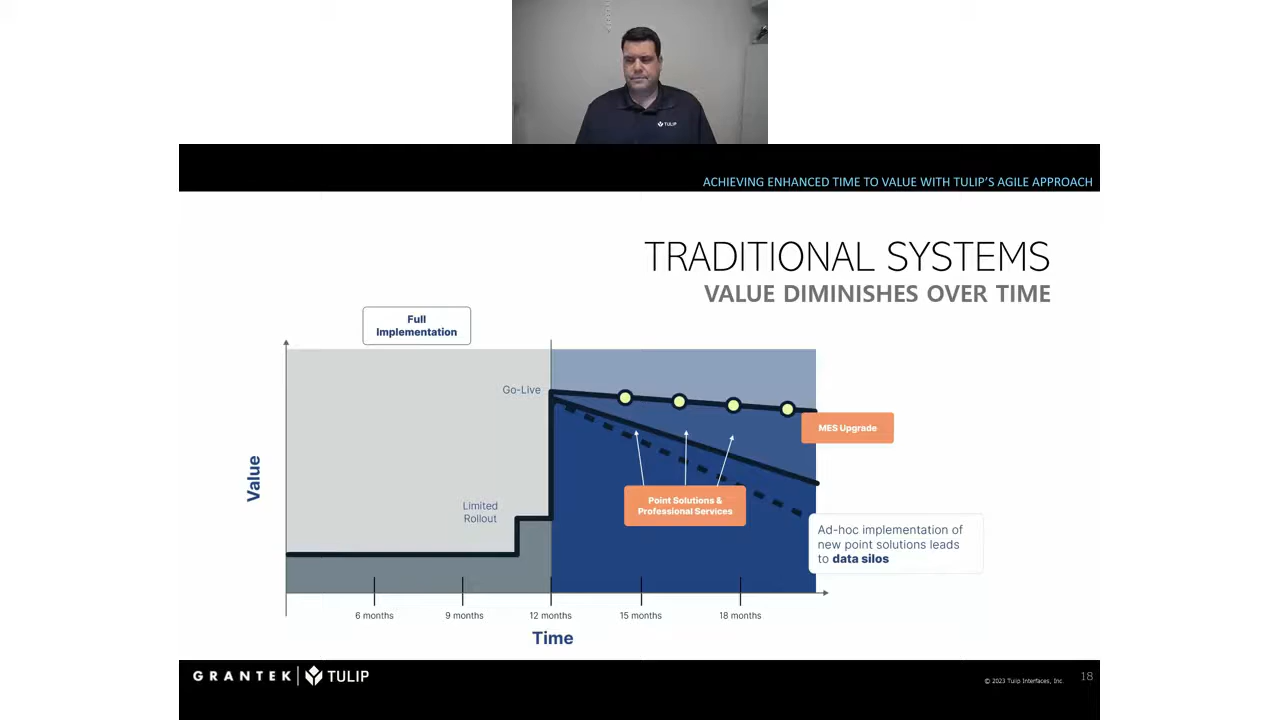 TULIP
ACHIEVING ENHANCED TIME TO VALUE WITH TULIP'S AGILE APPROACH
TRADITIONAL SYSTEMS
VALUE DIMINISHES OVER TIME
Full
Implementation
Go-Live
MES Upgrade
Value
Limited
Rollout
Point Solutions &
Professional Services
Ad-hoc implementation of
new point solutions leads
to data silos
6 months
9 months
12 months
15 months
18 months
Time
GRANTEK | TULIP
© 2023 Tulip Interfaces, Inc.
18